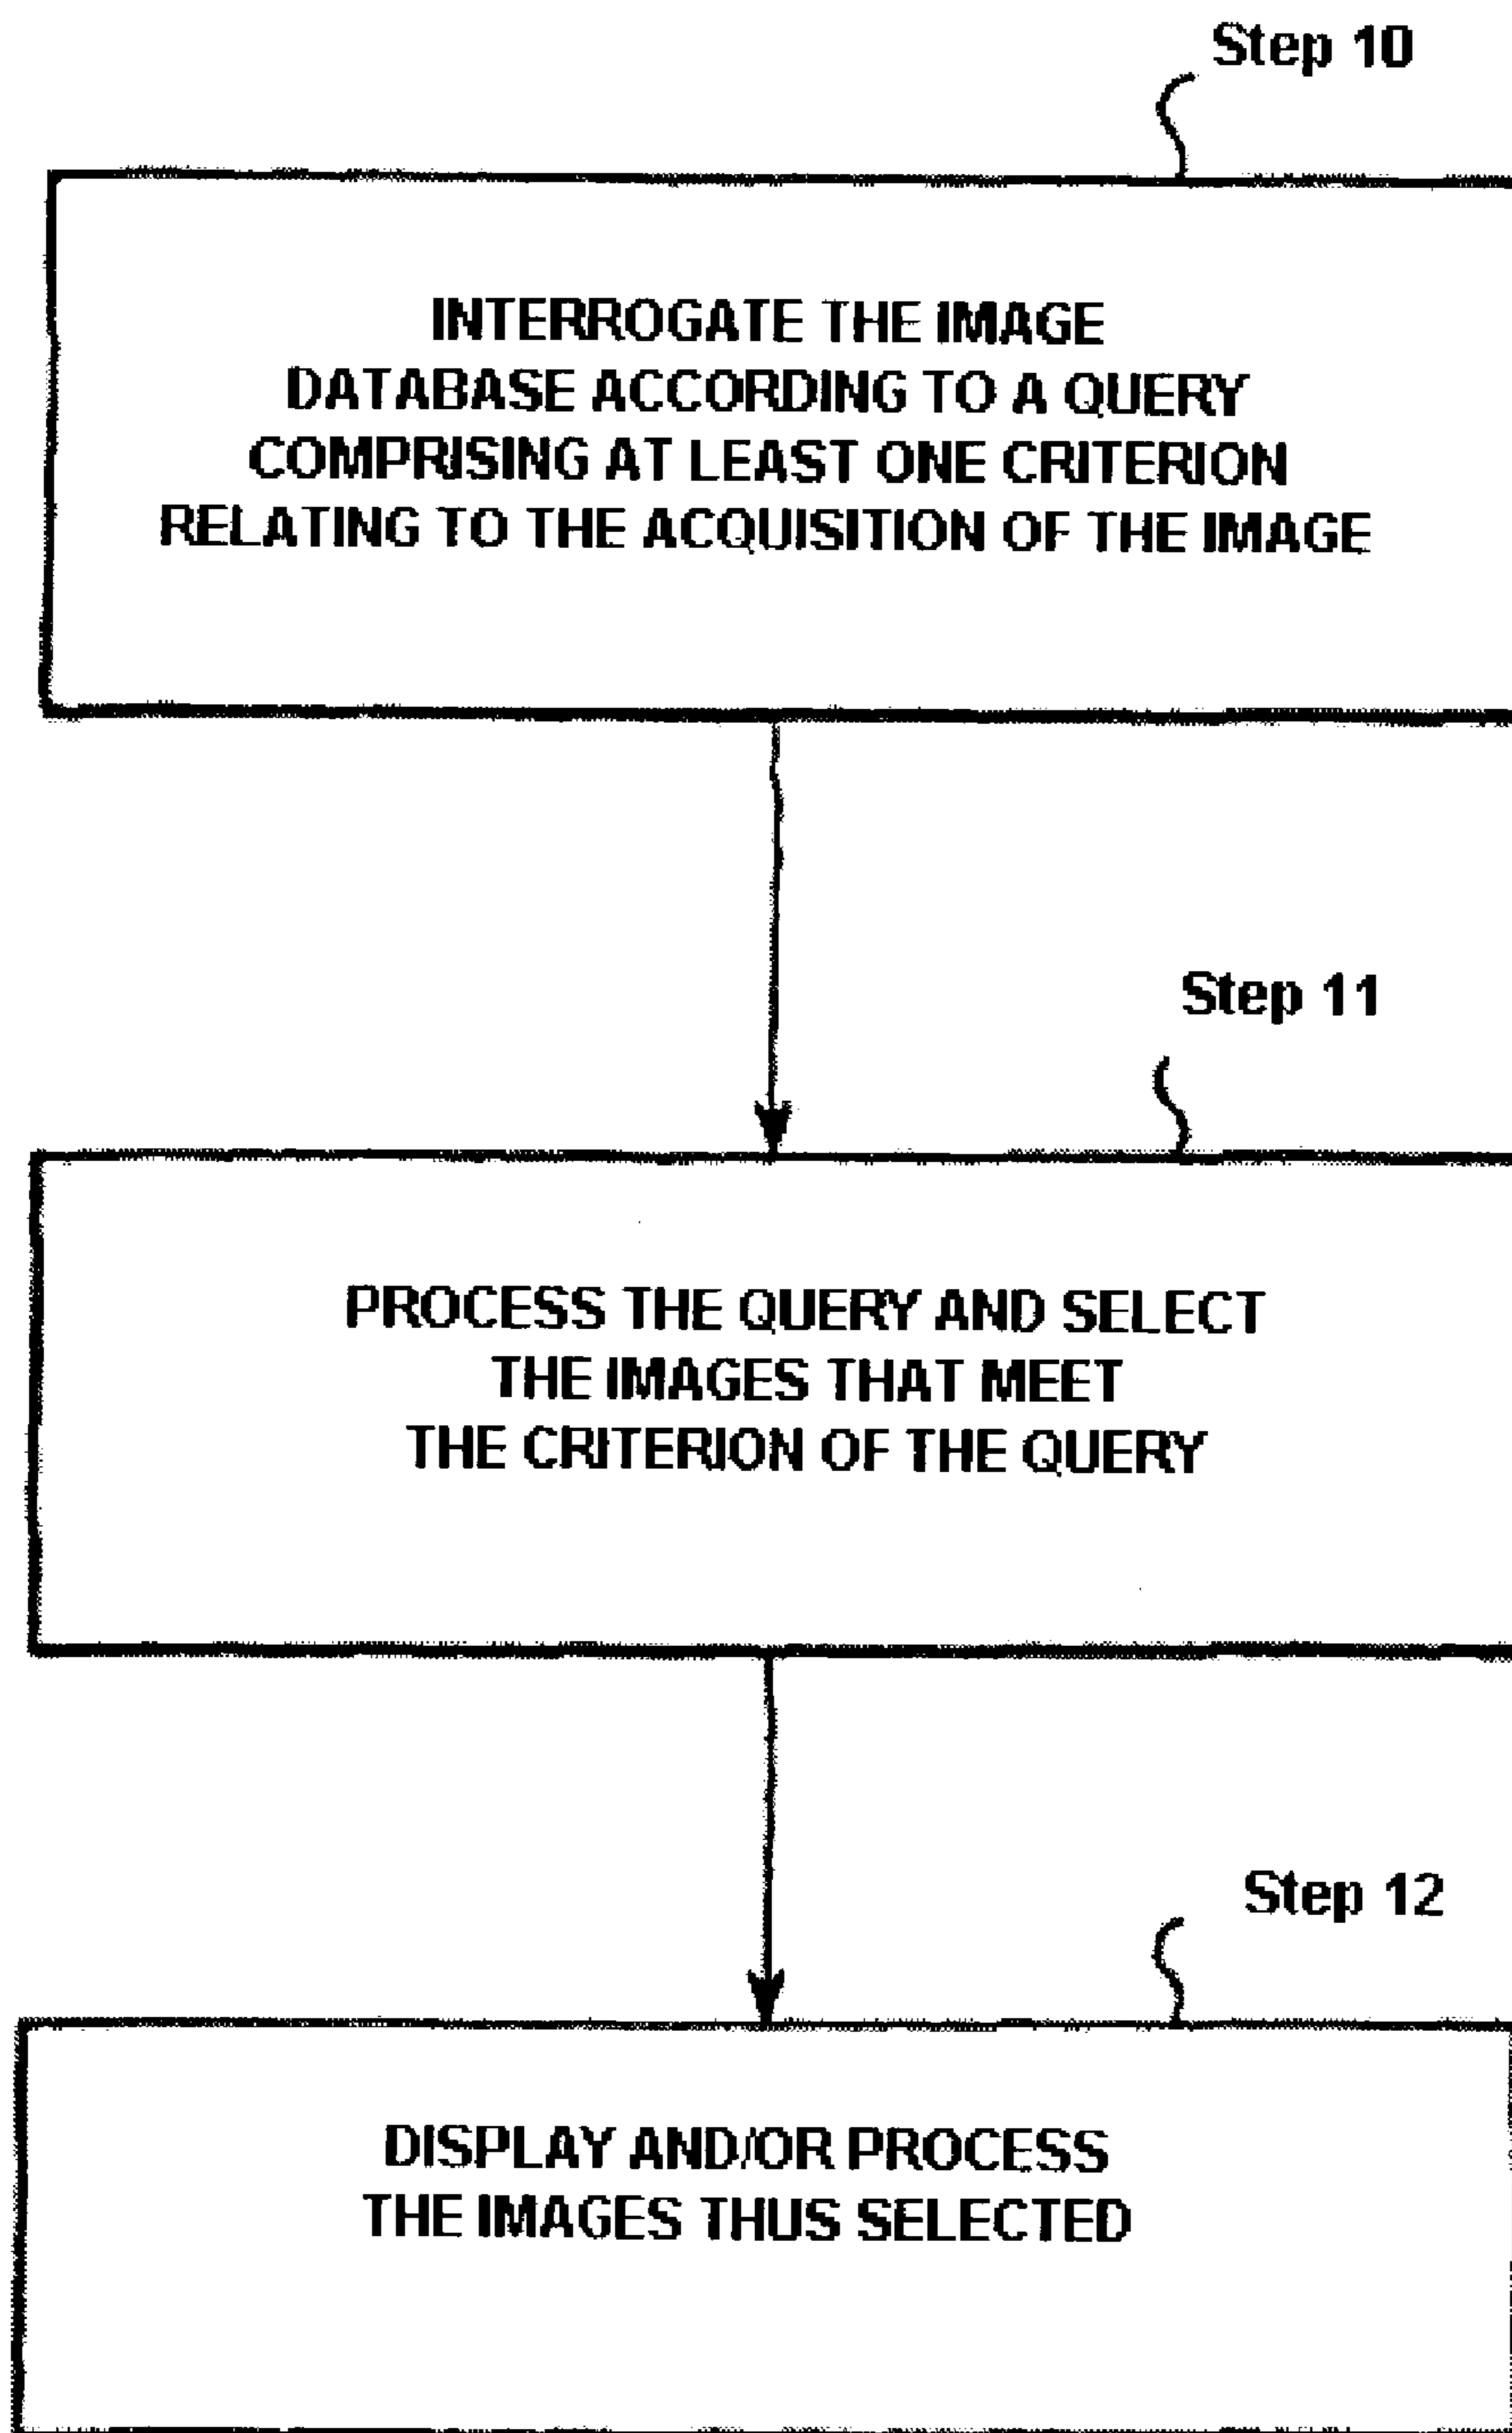 Step 10
INTERROGATE THE IMAGE
DATABASE ACCORDING TO A QUERY
COMPRISING AT LEAST ONE CRITERION
RELATING TO THE ACQUISITION OF THE IMAGE
Step 11
PROCESS THE QUERY AND SELECT
THE IMAGES THAT MEET
THE CRITERION OF THE QUERY
Step 12
DISPLAY AND/OR PROCESS
THE IMAGES THUS SELECTED